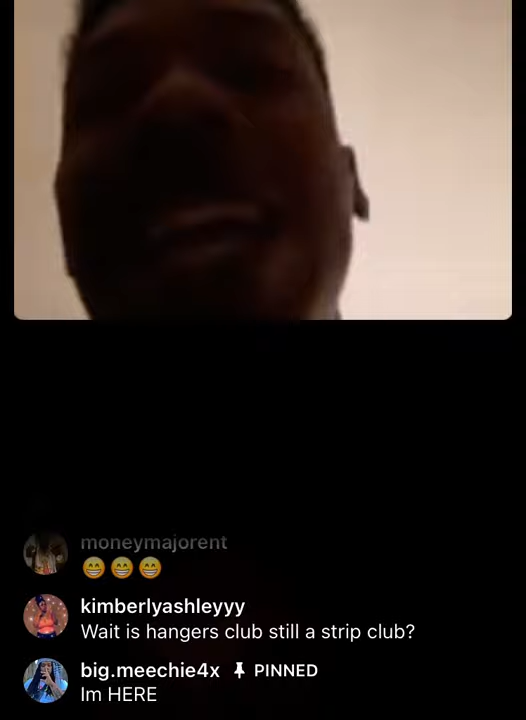 moneymajorent
😁😁😁
kimberlyashleyyy
Wait is hangers club still a strip club?
big.meechie4x PINNED
Im HERE